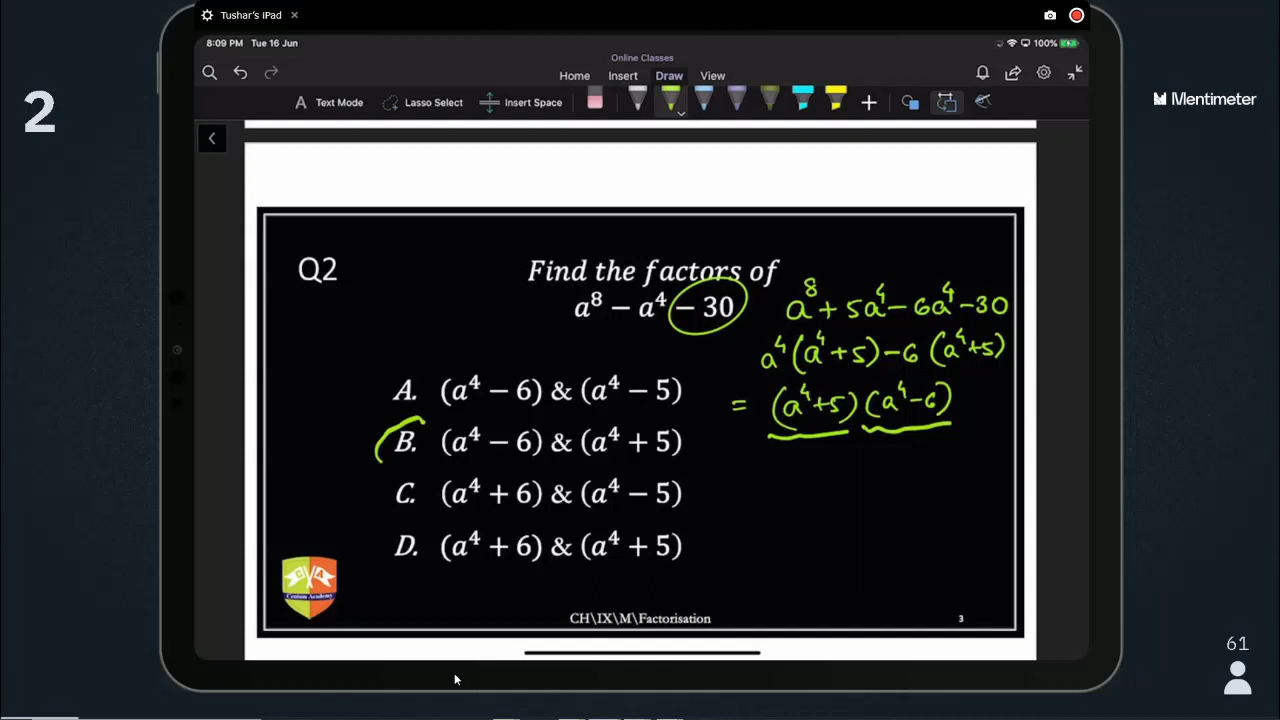 Tushar's iPad ×
8:09 PM Tue 16 Jun
100%
Online Classes
Home Insert Draw View
Text Mode Lasso Select Insert Space
2
Mentimeter
Q2
Find the factors of
a⁸ − a⁴ − 30
a⁸ + 5a⁴ − 6a⁴ − 30
a⁴(a⁴+5) − 6(a⁴+5)
= (a⁴+5)(a⁴−6)
A. (a⁴ − 6) & (a⁴ − 5)
B. (a⁴ − 6) & (a⁴ + 5)
C. (a⁴ + 6) & (a⁴ − 5)
D. (a⁴ + 6) & (a⁴ + 5)
C A
Centum Academy
CH\IX\M\Factorisation
3
61